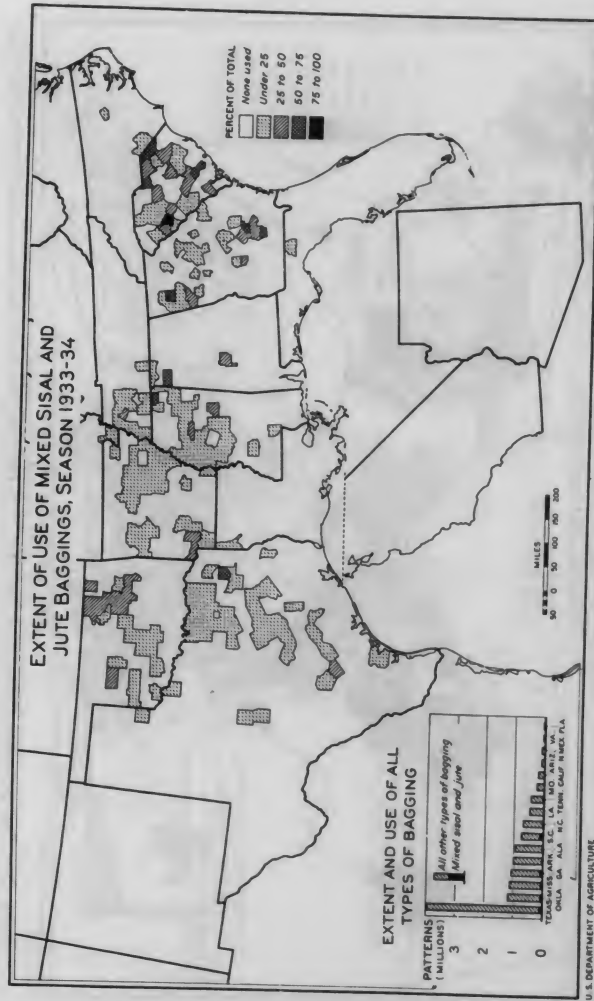 EXTENT OF USE OF MIXED SISAL AND
JUTE BAGGINGS, SEASON 1933-34
PERCENT OF TOTAL
None used
Under 25
25 to 50
50 to 75
75 to 100
EXTENT AND USE OF ALL
TYPES OF BAGGING
PATTERNS
(MILLIONS)
All other types of bagging
Mixed sisal and jute
3
2
1
0
TEXAS MISS. ARK. S.C. LA. MO. ARIZ. VA.
OKLA. GA. ALA. N.C. TENN. CALIF. N.MEX. FLA.
MILES
50 0 50 100 150 200
U.S. DEPARTMENT OF AGRICULTURE